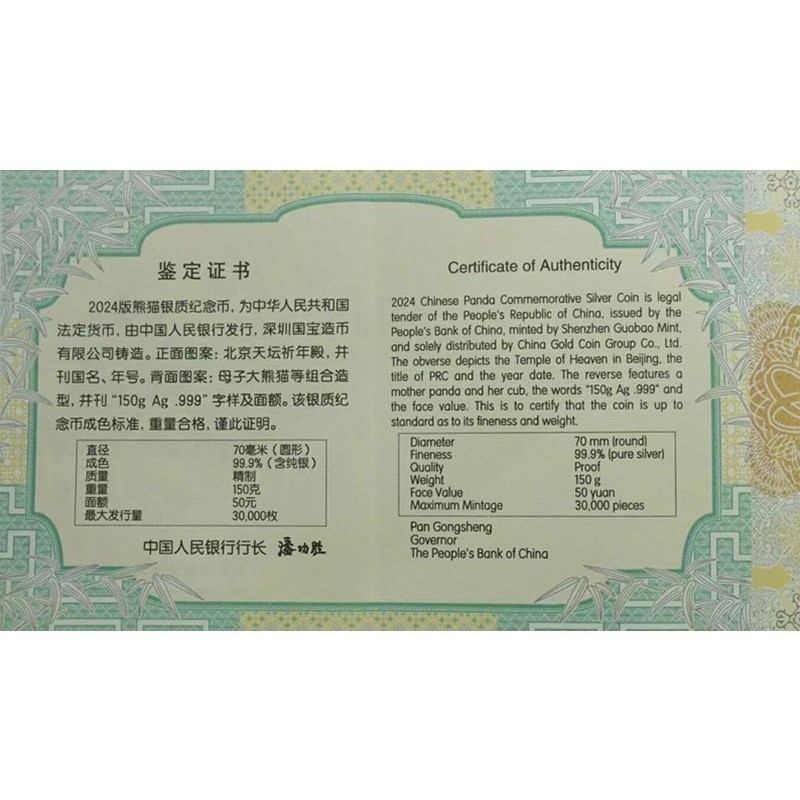 鉴定证书
2024版熊猫银质纪念币，为中华人民共和国
法定货币，由中国人民银行发行，深圳国宝造币
有限公司铸造。正面图案：北京天坛祈年殿，并
刊国名、年号。背面图案：母子大熊猫等组合造
型，并刊“150g Ag .999”字样及面额。该银质纪
念币成色标准，重量合格，谨此证明。
直径 70毫米（圆形）
成色 99.9%（含纯银）
质量 精制
重量 150克
面额 50元
最大发行量 30,000枚
中国人民银行行长 潘功胜
Certificate of Authenticity
2024 Chinese Panda Commemorative Silver Coin is legal
tender of the People's Republic of China, issued by the
People's Bank of China, minted by Shenzhen Guobao Mint,
and solely distributed by China Gold Coin Group Co., Ltd.
The obverse depicts the Temple of Heaven in Beijing, the
title of PRC and the year date. The reverse features a
mother panda and her cub, the words "150g Ag .999" and
the face value. This is to certify that the coin is up to
standard as to its fineness and weight.
Diameter 70 mm (round)
Fineness 99.9% (pure silver)
Quality Proof
Weight 150 g
Face Value 50 yuan
Maximum Mintage 30,000 pieces
Pan Gongsheng
Governor
The People's Bank of China